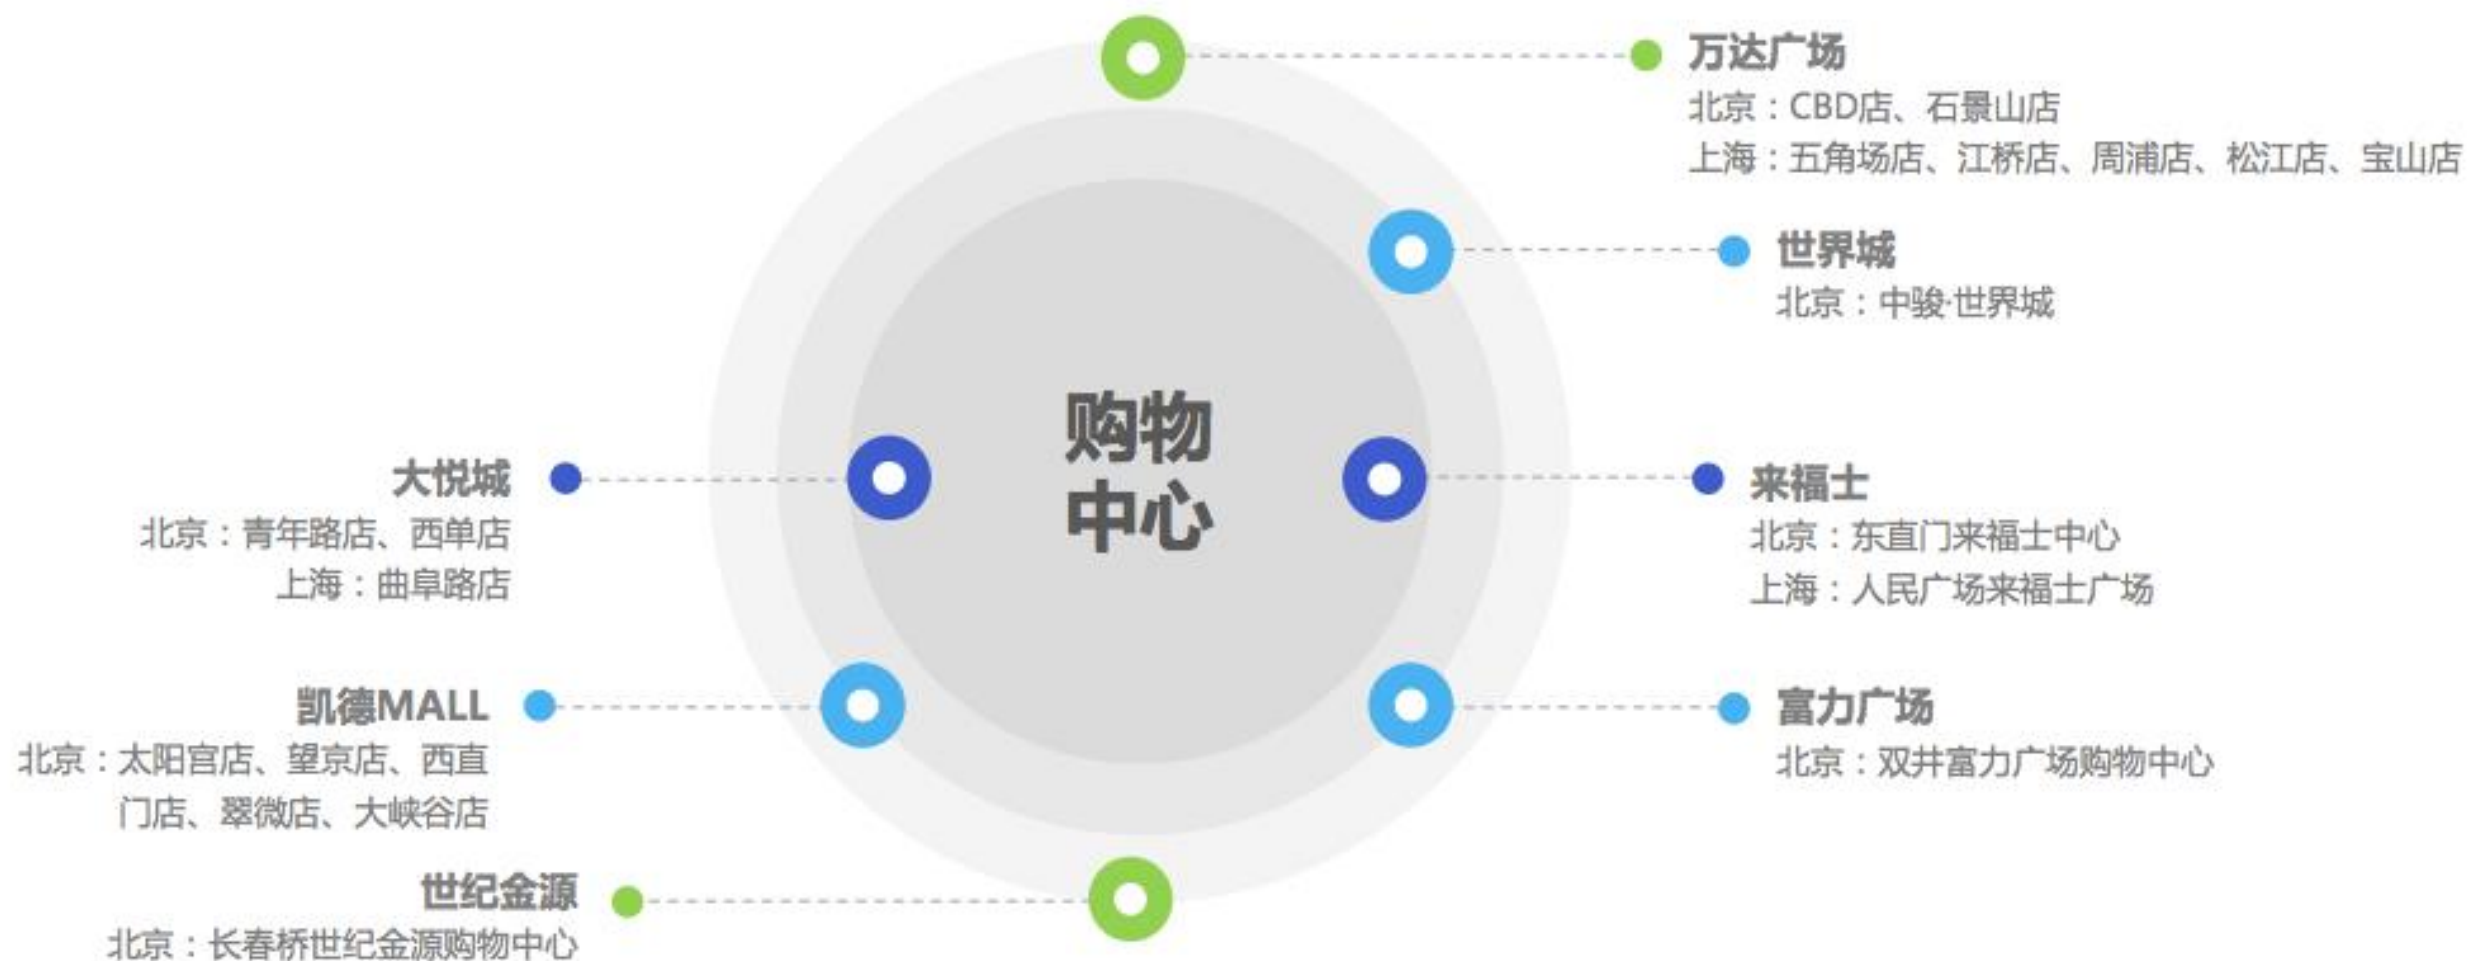 万达广场
北京：CBD店、石景山店
上海：五角场店、江桥店、周浦店、松江店、宝山店
世界城
北京：中骏·世界城
购物
中心
大悦城
北京：青年路店、西单店
上海：曲阜路店
来福士
北京：东直门来福士中心
上海：人民广场来福士广场
凯德MALL
北京：太阳宫店、望京店、西直
门店、翠微店、大峡谷店
富力广场
北京：双井富力广场购物中心
世纪金源
北京：长春桥世纪金源购物中心